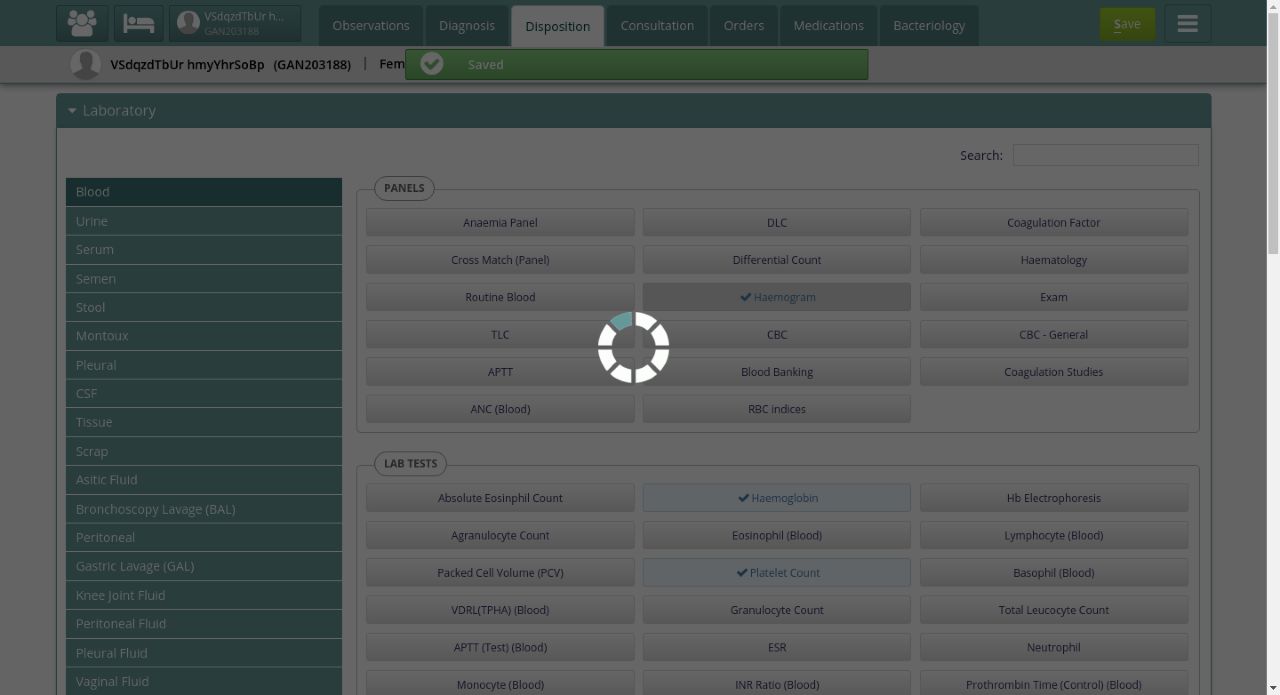 VSdqzdTbUr h...
GAN203188
Observations
Diagnosis
Disposition
Consultation
Orders
Medications
Bacteriology
Save
VSdqzdTbUr hmyYhrSoBp (GAN203188) | Fem
Saved
Laboratory
Search:
Blood
Urine
Serum
Semen
Stool
Montoux
Pleural
CSF
Tissue
Scrap
Asitic Fluid
Bronchoscopy Lavage (BAL)
Peritoneal
Gastric Lavage (GAL)
Knee Joint Fluid
Peritoneal Fluid
Pleural Fluid
Vaginal Fluid
PANELS
Anaemia Panel
DLC
Coagulation Factor
Cross Match (Panel)
Differential Count
Haematology
Routine Blood
Haemogram
Exam
TLC
CBC
CBC - General
APTT
Blood Banking
Coagulation Studies
ANC (Blood)
RBC indices
LAB TESTS
Absolute Eosinphil Count
Haemoglobin
Hb Electrophoresis
Agranulocyte Count
Eosinophil (Blood)
Lymphocyte (Blood)
Packed Cell Volume (PCV)
Platelet Count
Basophil (Blood)
VDRL(TPHA) (Blood)
Granulocyte Count
Total Leucocyte Count
APTT (Test) (Blood)
ESR
Neutrophil
Monocyte (Blood)
INR Ratio (Blood)
Prothrombin Time (Control) (Blood)